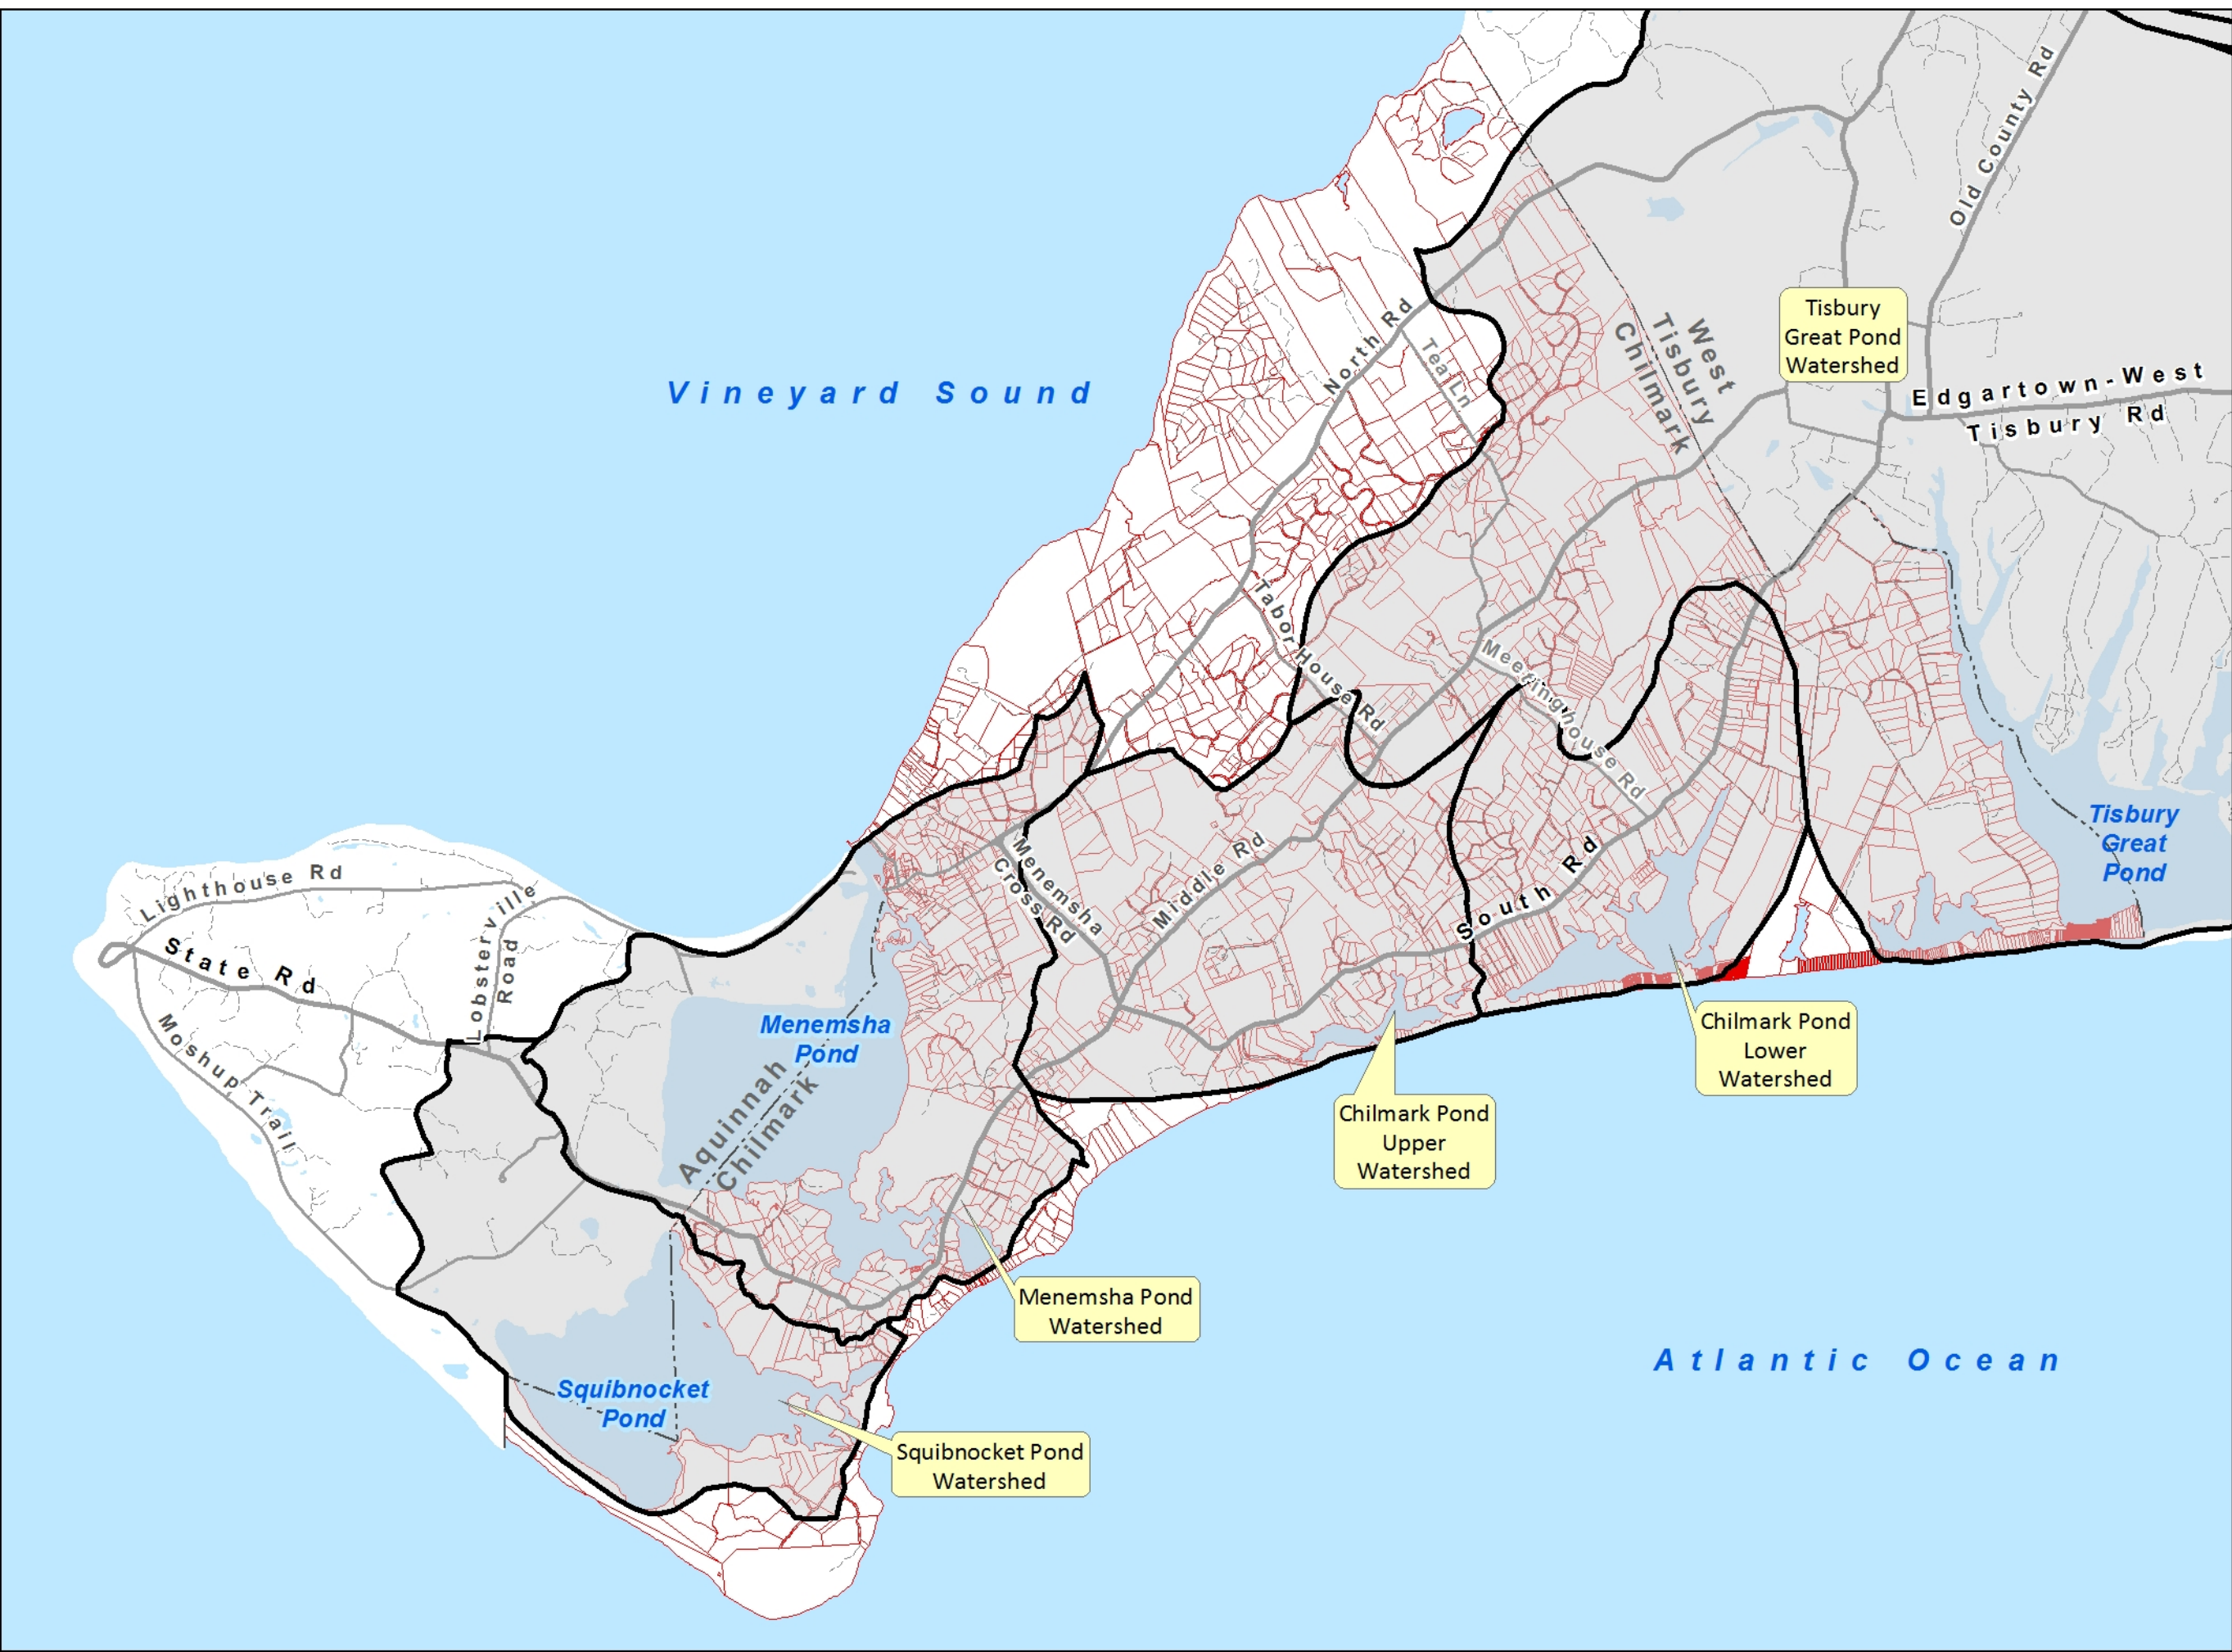 Old County Rd
Tisbury
Great Pond
Watershed
West
Tisbury
Chilmark
North Rd
Tea Ln
Vineyard Sound
Edgartown-West
Tisbury Rd
Tabor House Rd
Meetinghouse Rd
Tisbury
Great
Pond
Menemsha
Cross Rd
Middle Rd
South Rd
Lighthouse Rd
State Rd
Lobsterville
Road
Moshup Trail
Menemsha
Pond
Aquinnah
Chilmark
Chilmark Pond
Lower
Watershed
Chilmark Pond
Upper
Watershed
Menemsha Pond
Watershed
Atlantic Ocean
Squibnocket
Pond
Squibnocket Pond
Watershed